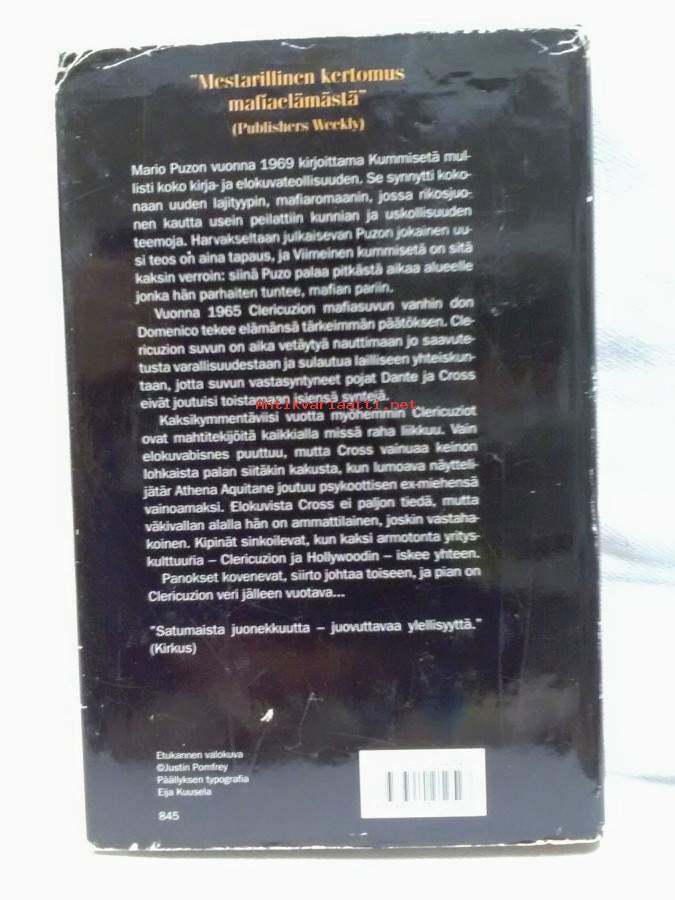 "Mestarillinen kertomus
mafiaelämästä"
(Publishers Weekly)
Mario Puzon vuonna 1969 kirjoittama Kummisetä mul-
listi koko kirja- ja elokuvateollisuuden. Se synnytti koko-
naan uuden lajityypin, mafiaromaanin, jossa rikosjuo-
nen kautta usein peilattiin kunnian ja uskollisuuden
teemoja. Harvakseltaan julkaisevan Puzon jokainen uu-
si teos on aina tapaus, ja Viimeinen kummisetä on sitä
kaksin verroin: siinä Puzo palaa pitkästä aikaa alueelle
jonka hän parhaiten tuntee, mafian pariin.
Vuonna 1965 Clericuzion mafiasuvun vanhin don
Domenico tekee elämänsä tärkeimmän päätöksen. Cle-
ricuzion suvun on aika vetäytyä nauttimaan jo saavute-
tusta varallisuudestaan ja sulautua lailliseen yhteiskun-
taan, jotta suvun vastasyntyneet pojat Dante ja Cross
eivät joutuisi toistamaan isiensä syntejä.
Antikvariaatti.net
Kaksikymmentäviisi vuotta myöhemmin Clericuziot
ovat mahtitekijöitä kaikkialla missä raha liikkuu. Vain
elokuvabisnes puuttuu, mutta Cross vainuaa keinon
lohkaista palan siitäkin kakusta, kun lumoava näytteli-
jätär Athena Aquitane joutuu psykoottisen ex-miehensä
vainoamaksi. Elokuvista Cross ei paljon tiedä, mutta
väkivallan alalla hän on ammattilainen, joskin vastaha-
koinen. Kipinät sinkoilevat, kun kaksi armotonta yritys-
kulttuuria – Clericuzion ja Hollywoodin – iskee yhteen.
Panokset kovenevat, siirto johtaa toiseen, ja pian on
Clericuzion veri jälleen vuotava...
"Satumaista juonekkuutta – juovuttavaa ylellisyyttä."
(Kirkus)
Etukannen valokuva
©Justin Pomfrey
Päällyksen typografia
Eija Kuusela
845